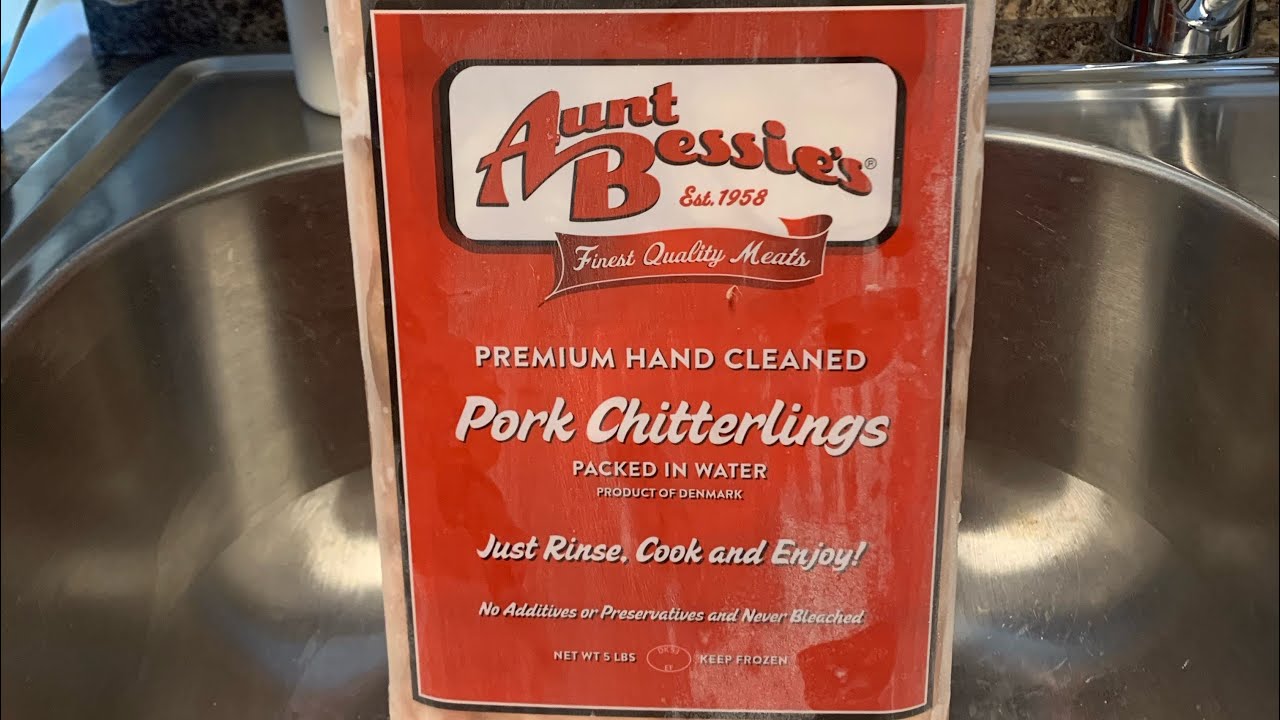 Aunt
Bessie's®
Est. 1958
Finest Quality Meats
PREMIUM HAND CLEANED
Pork Chitterlings
PACKED IN WATER
PRODUCT OF DENMARK
Just Rinse, Cook and Enjoy!
No Additives or Preservatives and Never Bleached
NET WT 5 LBS KEEP FROZEN